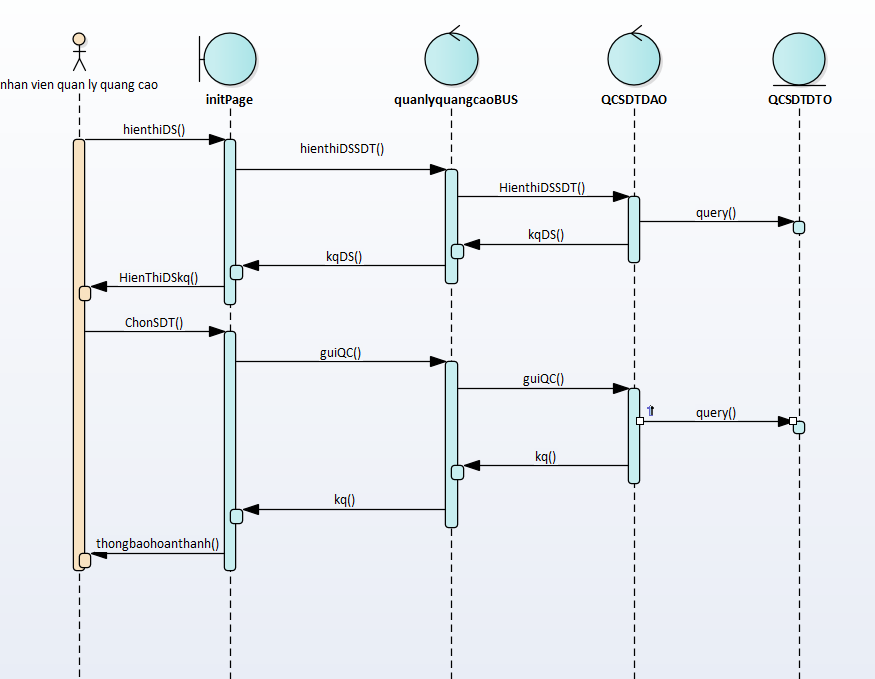 nhan vien quan ly quang cao
initPage
quanlyquangcaoBUS
QCSDTDAO
QCSDTDTO
hienthiDS()
hienthiDSSDT()
HienthiDSSDT()
query()
kqDS()
kqDS()
HienThiDSkq()
ChonSDT()
guiQC()
guiQC()
query()
kq()
kq()
thongbaohoanthanh()